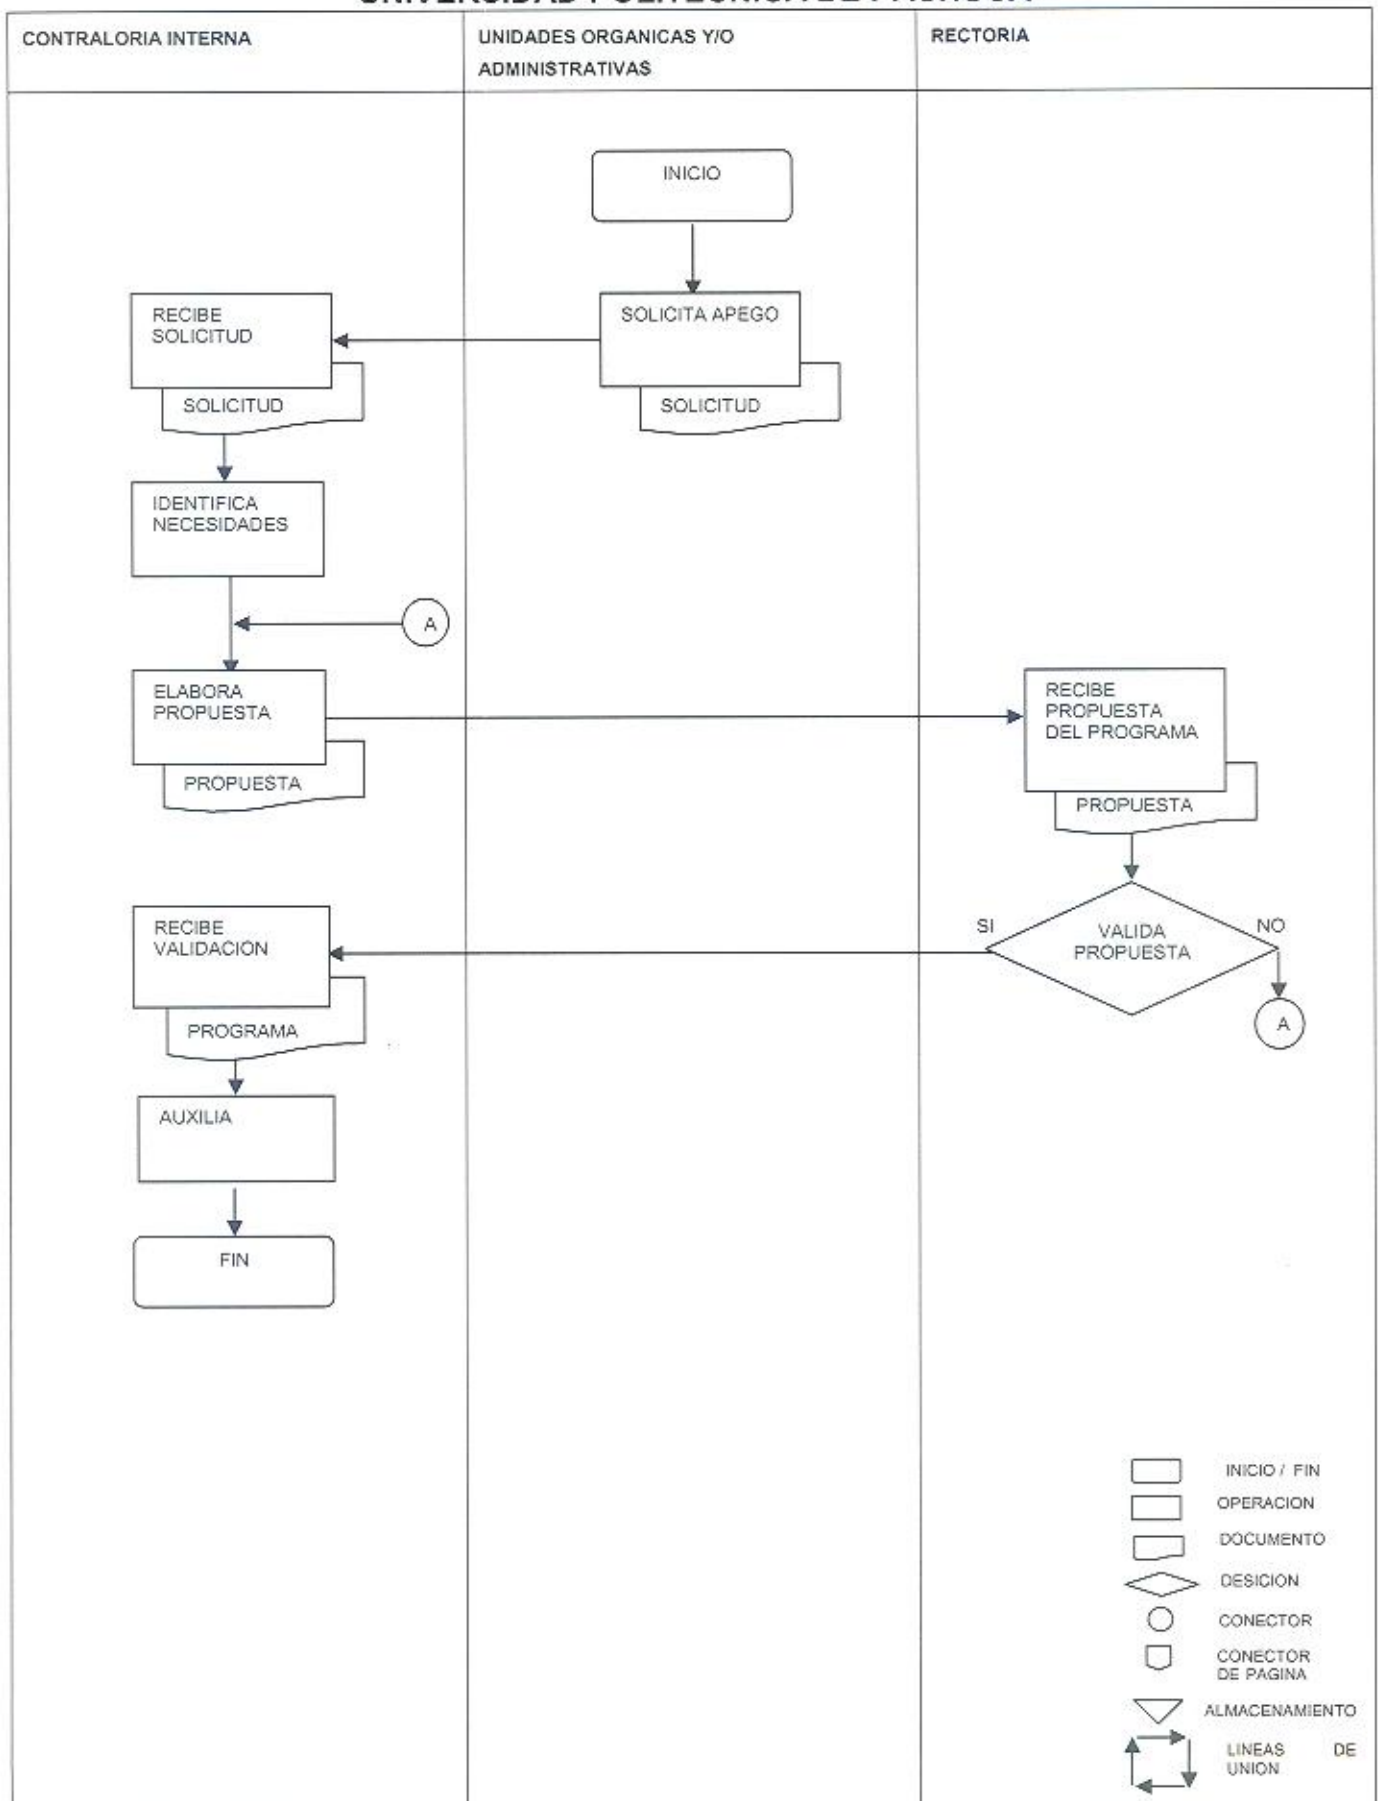 CONTRALORIA INTERNA
UNIDADES ORGANICAS Y/O
ADMINISTRATIVAS
RECTORIA
INICIO
SOLICITA APEGO
SOLICITUD
RECIBE
SOLICITUD
SOLICITUD
IDENTIFICA
NECESIDADES
A
ELABORA
PROPUESTA
PROPUESTA
RECIBE
PROPUESTA
DEL PROGRAMA
PROPUESTA
SI
VALIDA
PROPUESTA
NO
A
RECIBE
VALIDACION
PROGRAMA
AUXILIA
FIN
INICIO / FIN
OPERACION
DOCUMENTO
DESICION
CONECTOR
CONECTOR
DE PAGINA
ALMACENAMIENTO
LINEAS DE
UNION